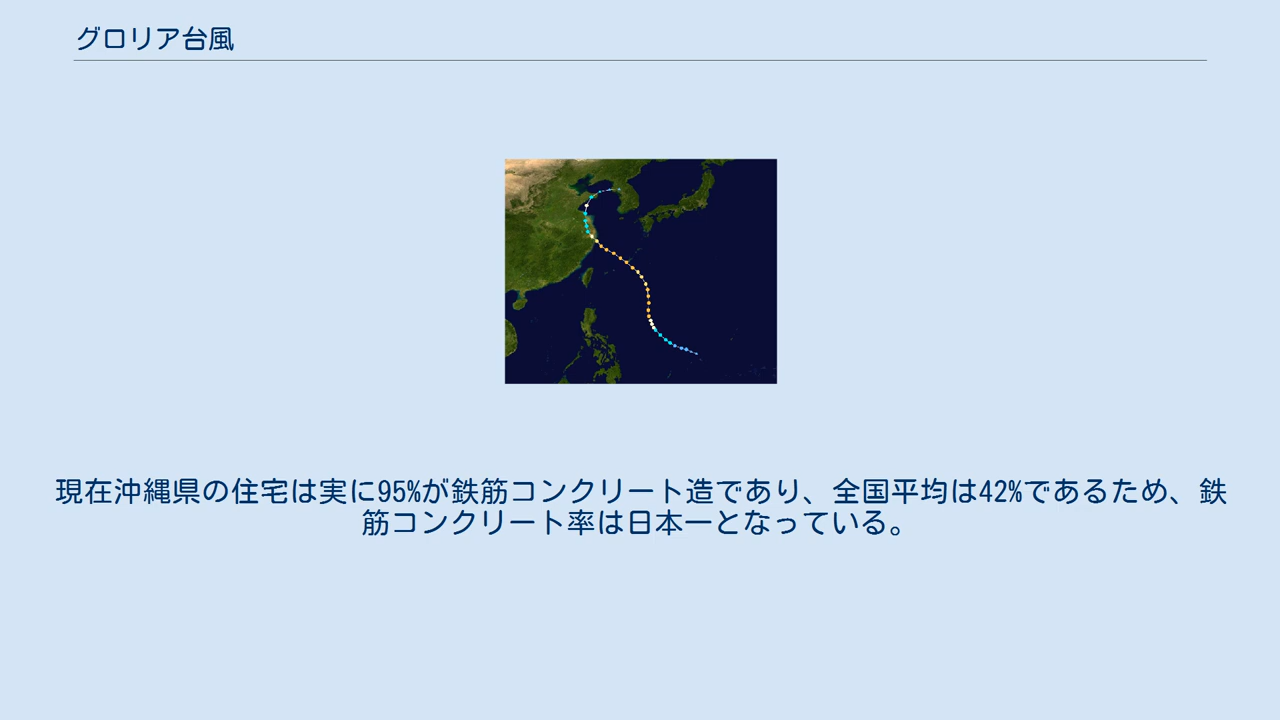 グロリア台風
現在沖縄県の住宅は実に95%が鉄筋コンクリート造であり、全国平均は42%であるため、鉄
筋コンクリート率は日本一となっている。